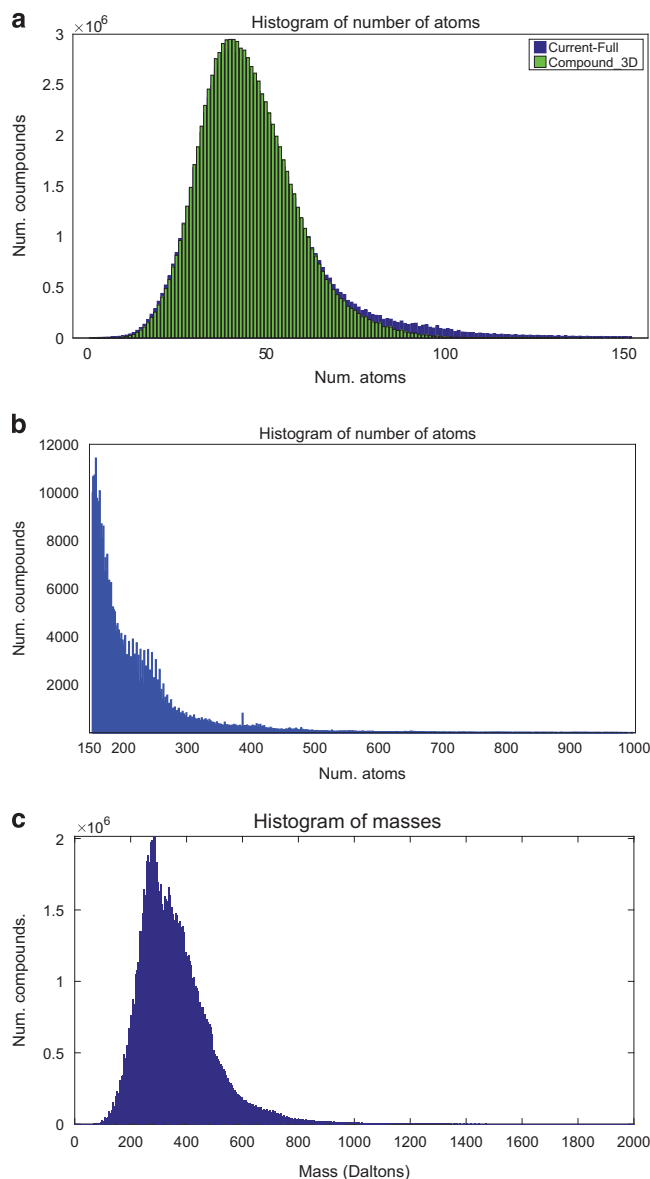 a
Histogram of number of atoms
×10⁶
3
2.5
2
1.5
1
0.5
0
Num. coumpounds
Current-Full
Compound_3D
0 50 100 150
Num. atoms
b
Histogram of number of atoms
12000
10000
8000
6000
4000
2000
Num. coumpounds
150 200 300 400 500 600 700 800 900 1000
Num. atoms
c
Histogram of masses
×10⁶
2
1.5
1
0.5
0
Num. compounds.
0 200 400 600 800 1000 1200 1400 1600 1800 2000
Mass (Daltons)